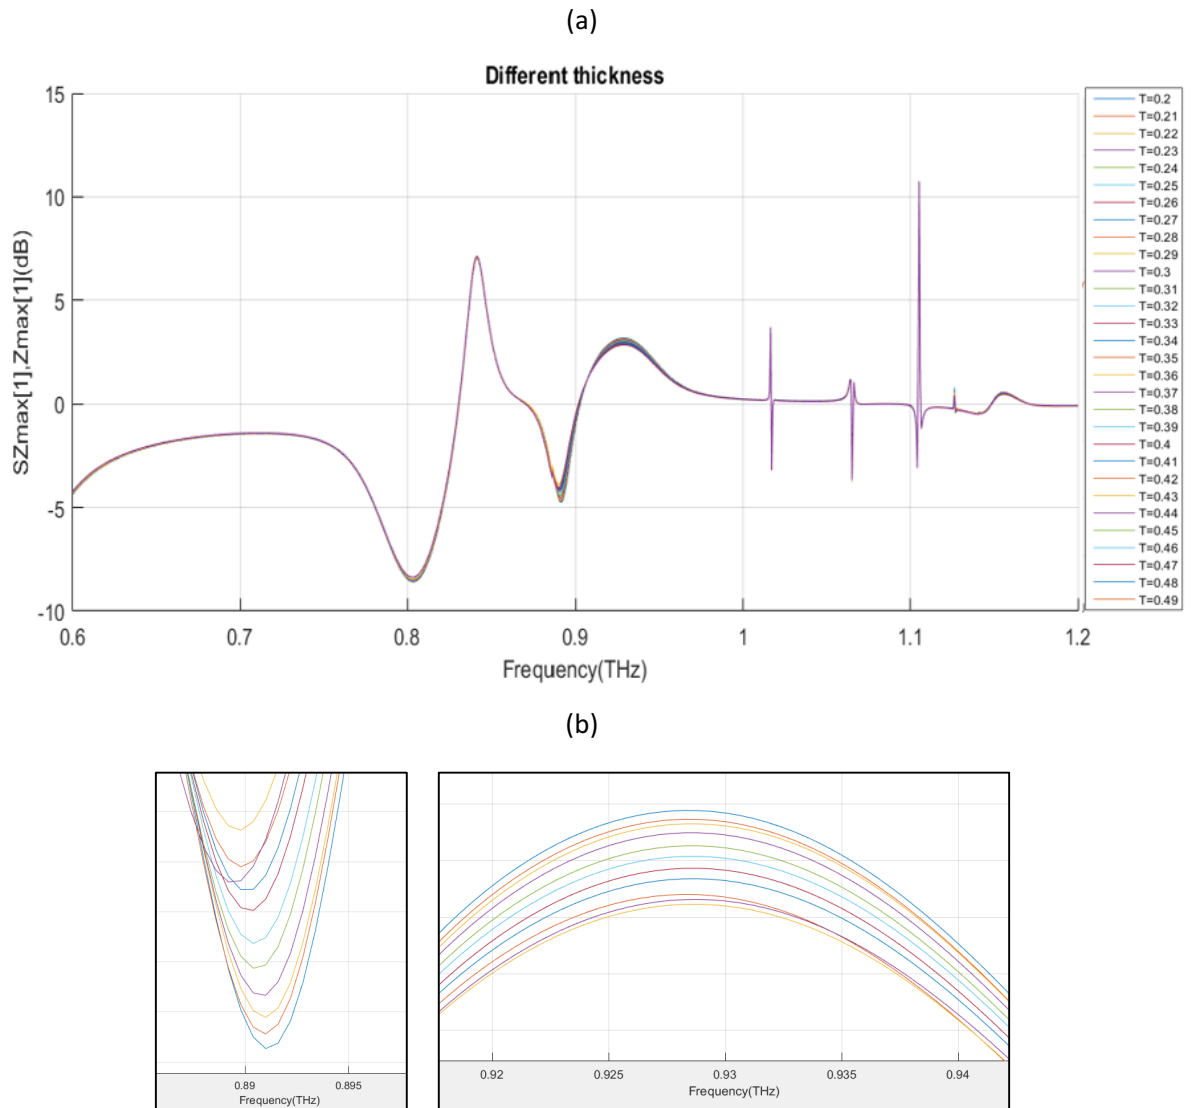 (a)
Different thickness
SZmax[1],Zmax[1](dB)
15
10
5
0
-5
-10
0.6 0.7 0.8 0.9 1 1.1 1.2
Frequency(THz)
T=0.2
T=0.21
T=0.22
T=0.23
T=0.24
T=0.25
T=0.26
T=0.27
T=0.28
T=0.29
T=0.3
T=0.31
T=0.32
T=0.33
T=0.34
T=0.35
T=0.36
T=0.37
T=0.38
T=0.39
T=0.4
T=0.41
T=0.42
T=0.43
T=0.44
T=0.45
T=0.46
T=0.47
T=0.48
T=0.49
(b)
0.89 0.895
Frequency(THz)
0.92 0.925 0.93 0.935 0.94
Frequency(THz)